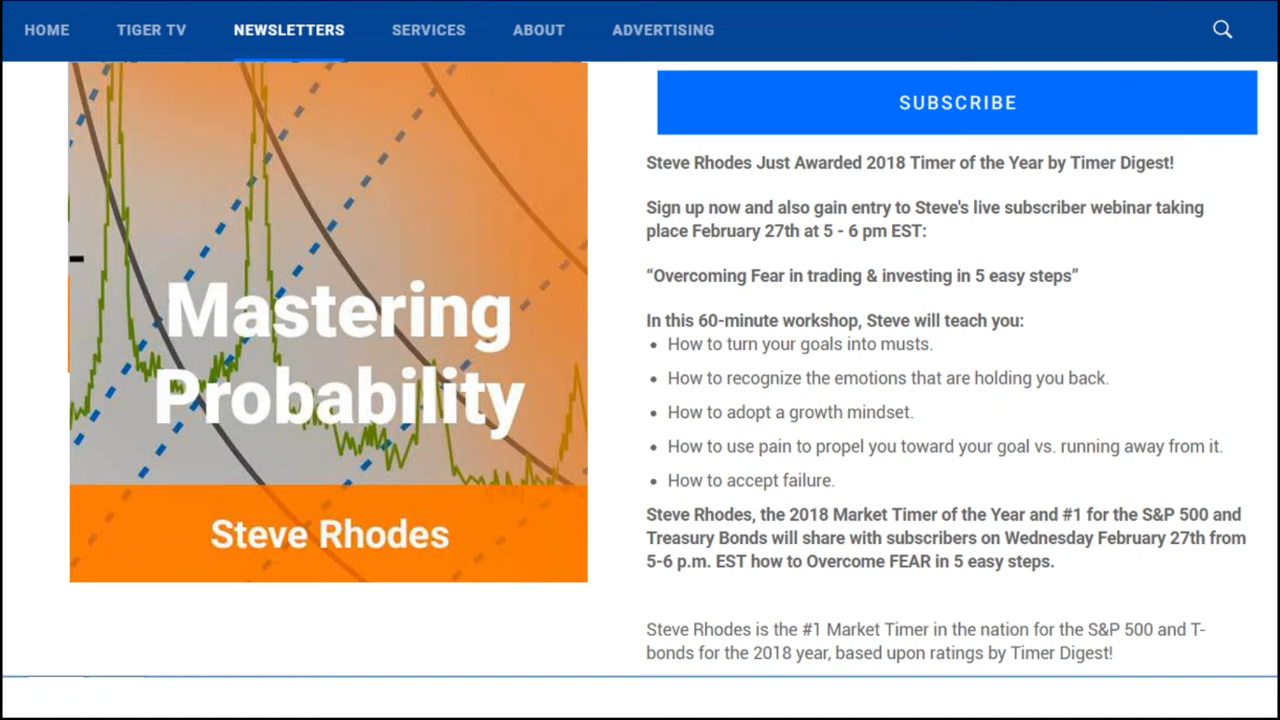 HOME TIGER TV NEWSLETTERS SERVICES ABOUT ADVERTISING
Mastering
Probability
Steve Rhodes
SUBSCRIBE
Steve Rhodes Just Awarded 2018 Timer of the Year by Timer Digest!
Sign up now and also gain entry to Steve's live subscriber webinar taking
place February 27th at 5 - 6 pm EST:
“Overcoming Fear in trading & investing in 5 easy steps”
In this 60-minute workshop, Steve will teach you:
• How to turn your goals into musts.
• How to recognize the emotions that are holding you back.
• How to adopt a growth mindset.
• How to use pain to propel you toward your goal vs. running away from it.
• How to accept failure.
Steve Rhodes, the 2018 Market Timer of the Year and #1 for the S&P 500 and
Treasury Bonds will share with subscribers on Wednesday February 27th from
5-6 p.m. EST how to Overcome FEAR in 5 easy steps.
Steve Rhodes is the #1 Market Timer in the nation for the S&P 500 and T-
bonds for the 2018 year, based upon ratings by Timer Digest!